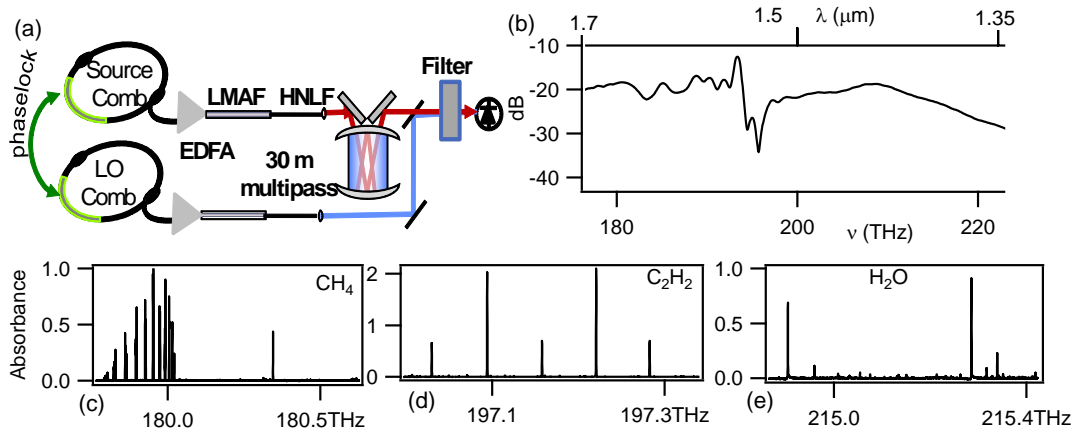 (a)
phaselock
Source
Comb
LMAF
HNLF
Filter
EDFA
LO
Comb
30 m
multipass
(b)
1.7
1.5
λ (μm)
1.35
-10
-20
-30
-40
dB
180
200
220
ν (THz)
Absorbance
1.0
0.5
0.0
CH₄
(c)
180.0
180.5THz
2
1
0
C₂H₂
(d)
197.1
197.3THz
1.0
0.5
0.0
H₂O
(e)
215.0
215.4THz